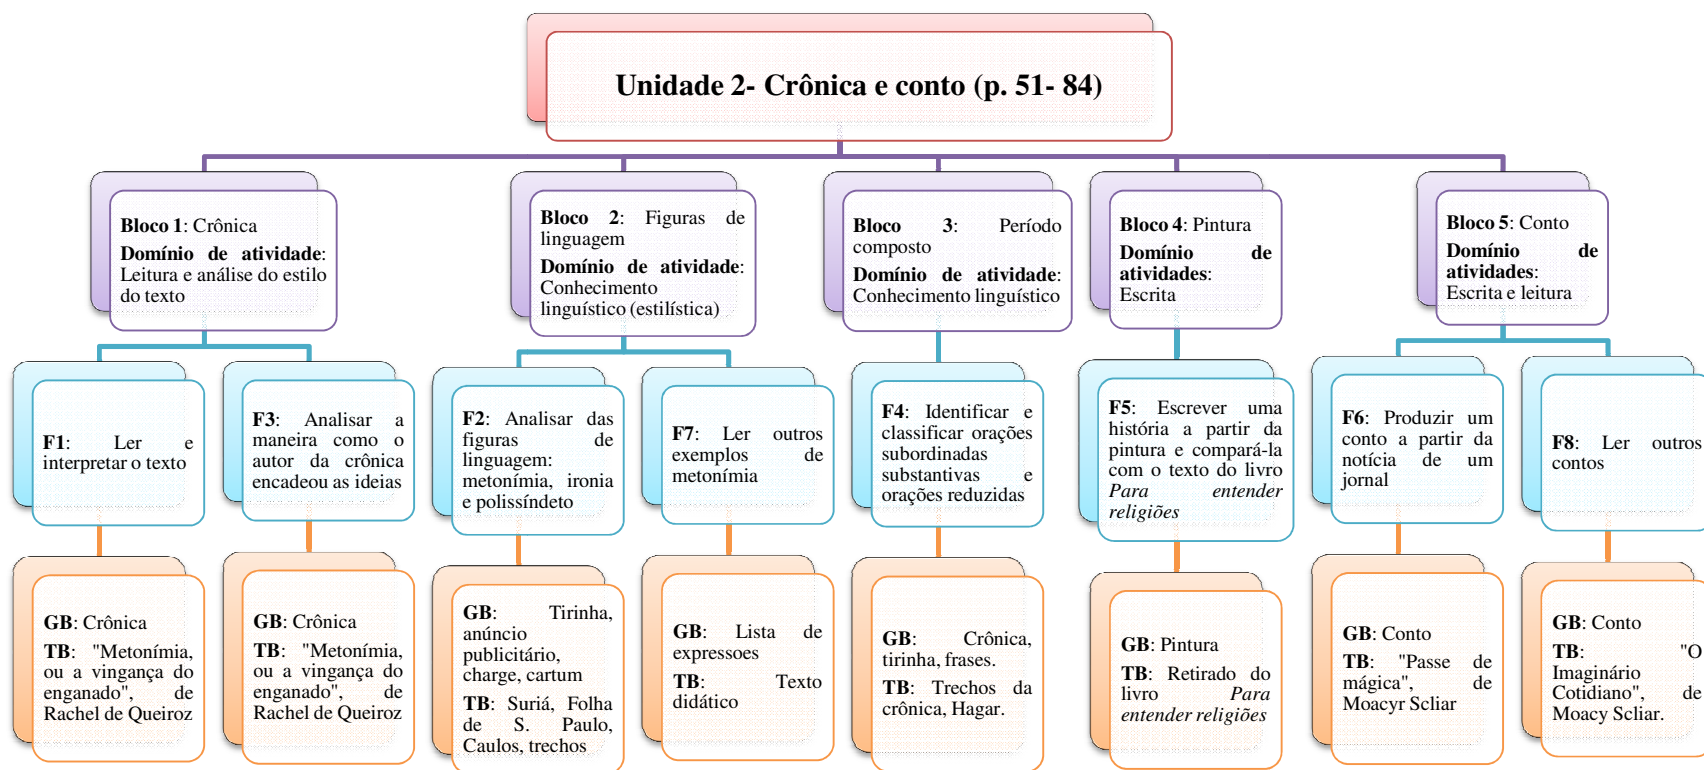 Unidade 2- Crônica e conto (p. 51- 84)
Bloco 1: Crônica
Domínio de atividade:
Leitura e análise do estilo
do texto
Bloco 2: Figuras de
linguagem
Domínio de atividade:
Conhecimento
linguístico (estilística)
Bloco 3: Período
composto
Domínio de atividade:
Conhecimento linguístico
Bloco 4: Pintura
Domínio de
atividades:
Escrita
Bloco 5: Conto
Domínio de
atividades:
Escrita e leitura
F1: Ler e
interpretar o texto
F3: Analisar a
maneira como o
autor da crônica
encadeou as ideias
F2: Analisar das
figuras de
linguagem:
metonímia, ironia
e polissíndeto
F7: Ler outros
exemplos de
metonímia
F4: Identificar e
classificar orações
subordinadas
substantivas e
orações reduzidas
F5: Escrever uma
história a partir da
pintura e compará-la
com o texto do livro
Para entender
religiões
F6: Produzir um
conto a partir da
notícia de um
jornal
F8: Ler outros
contos
GB: Crônica
TB: "Metonímia,
ou a vingança do
enganado", de
Rachel de Queiroz
GB: Crônica
TB: "Metonímia,
ou a vingança do
enganado", de
Rachel de Queiroz
GB: Tirinha,
anúncio
publicitário,
charge, cartum
TB: Suriá, Folha
de S. Paulo,
Caulos, trechos
GB: Lista de
expressoes
TB: Texto
didático
GB: Crônica,
tirinha, frases.
TB: Trechos da
crônica, Hagar.
GB: Pintura
TB: Retirado do
livro Para
entender religiões
GB: Conto
TB: "Passe de
mágica", de
Moacyr Scliar
GB: Conto
TB: "O
Imaginário
Cotidiano", de
Moacy Scliar.